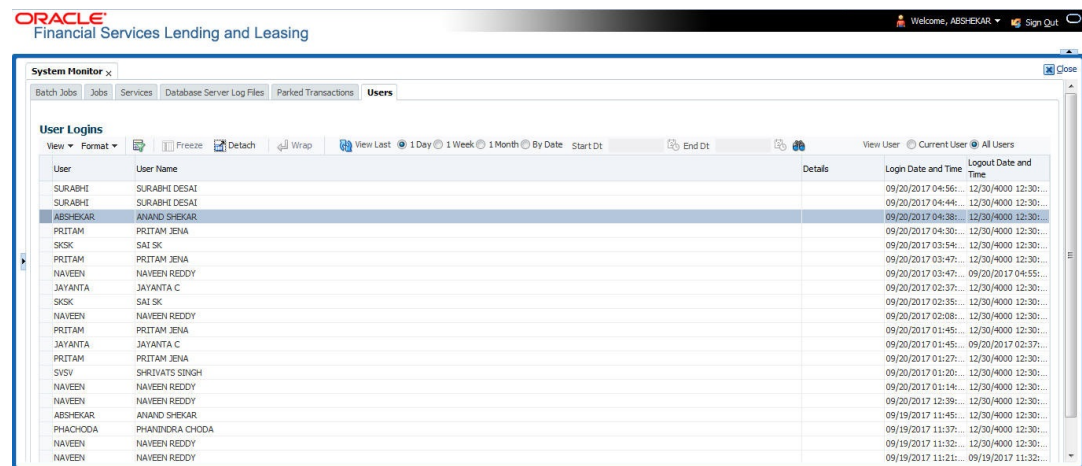 ORACLE®
Financial Services Lending and Leasing
Welcome, ABSHEKAR Sign Out
System Monitor x
Close
Batch Jobs Jobs Services Database Server Log Files Parked Transactions Users
User Logins
View Format Freeze Detach Wrap View Last 1 Day 1 Week 1 Month By Date Start Dt End Dt View User Current User All Users
User User Name Details Login Date and Time Logout Date and Time
SURABHI SURABHI DESAI 09/20/2017 04:56:... 12/30/4000 12:30:...
SURABHI SURABHI DESAI 09/20/2017 04:44:... 12/30/4000 12:30:...
ABSHEKAR ANAND SHEKAR 09/20/2017 04:38:... 12/30/4000 12:30:...
PRITAM PRITAM JENA 09/20/2017 04:30:... 12/30/4000 12:30:...
SKSK SAI SK 09/20/2017 03:54:... 12/30/4000 12:30:...
PRITAM PRITAM JENA 09/20/2017 03:47:... 12/30/4000 12:30:...
NAVEEN NAVEEN REDDY 09/20/2017 03:47:... 09/20/2017 04:55:...
JAYANTA JAYANTA C 09/20/2017 02:37:... 12/30/4000 12:30:...
SKSK SAI SK 09/20/2017 02:35:... 12/30/4000 12:30:...
NAVEEN NAVEEN REDDY 09/20/2017 02:08:... 12/30/4000 12:30:...
PRITAM PRITAM JENA 09/20/2017 01:45:... 12/30/4000 12:30:...
JAYANTA JAYANTA C 09/20/2017 01:45:... 09/20/2017 02:37:...
PRITAM PRITAM JENA 09/20/2017 01:27:... 12/30/4000 12:30:...
SVSV SHRIVATS SINGH 09/20/2017 01:20:... 12/30/4000 12:30:...
NAVEEN NAVEEN REDDY 09/20/2017 01:14:... 12/30/4000 12:30:...
NAVEEN NAVEEN REDDY 09/20/2017 12:39:... 12/30/4000 12:30:...
ABSHEKAR ANAND SHEKAR 09/19/2017 11:45:... 12/30/4000 12:30:...
PHACHODA PHANINDRA CHODA 09/19/2017 11:37:... 12/30/4000 12:30:...
NAVEEN NAVEEN REDDY 09/19/2017 11:32:... 12/30/4000 12:30:...
NAVEEN NAVEEN REDDY 09/19/2017 11:21:... 09/19/2017 11:32:...